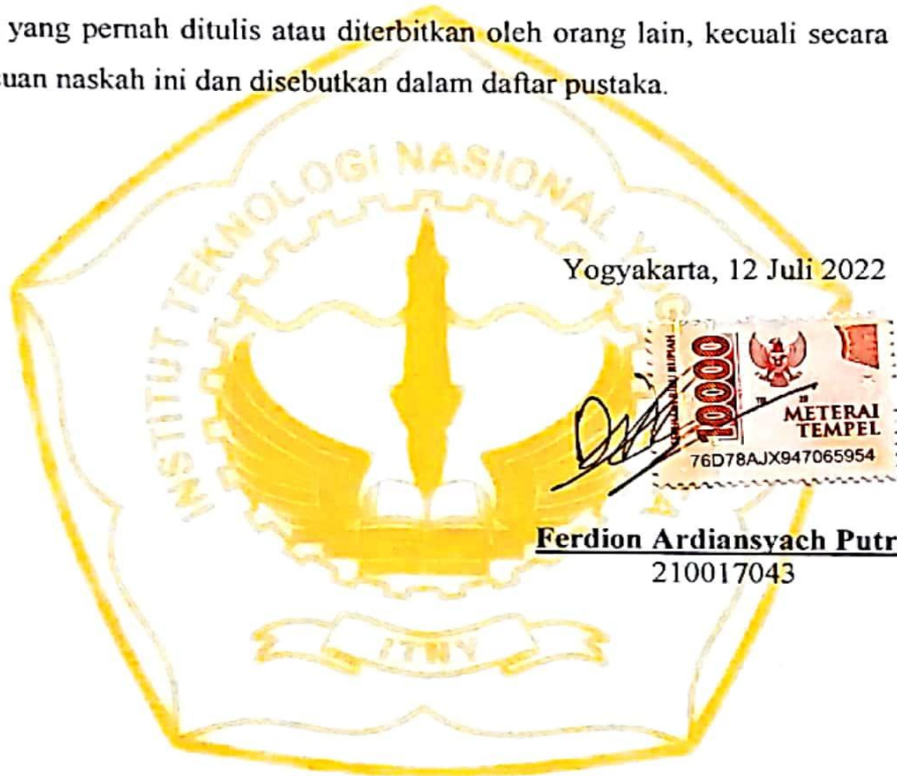 yang pernah ditulis atau diterbitkan oleh orang lain, kecuali secara
uan naskah ini dan disebutkan dalam daftar pustaka.
INSTITUT TEKNOLOGI NASIONAL
Yogyakarta, 12 Juli 2022
10000
METERAI
TEMPEL
76D78AJX947065954
Ferdion Ardiansyach Putr
210017043
ITNY